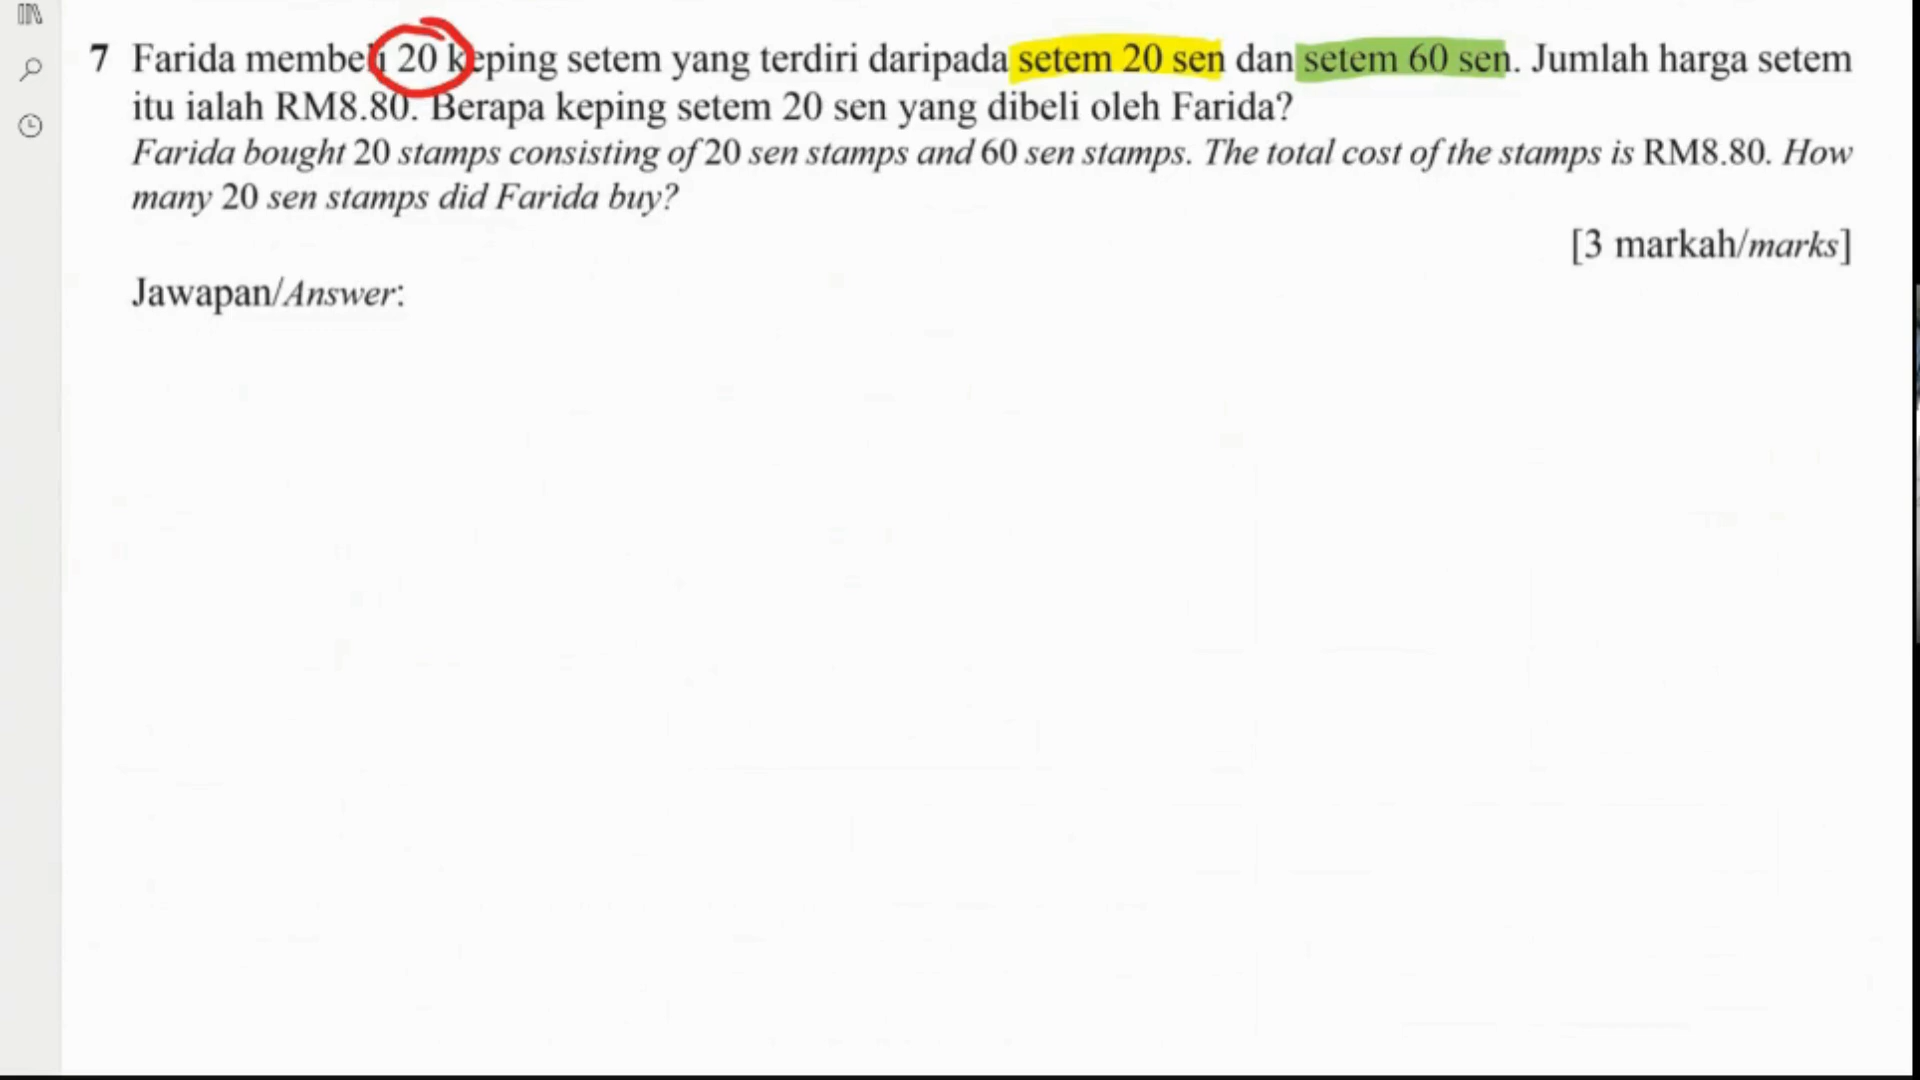 7 Farida membeli 20 keping setem yang terdiri daripada setem 20 sen dan setem 60 sen. Jumlah harga setem
itu ialah RM8.80. Berapa keping setem 20 sen yang dibeli oleh Farida?
Farida bought 20 stamps consisting of 20 sen stamps and 60 sen stamps. The total cost of the stamps is RM8.80. How
many 20 sen stamps did Farida buy?
[3 markah/marks]
Jawapan/Answer: